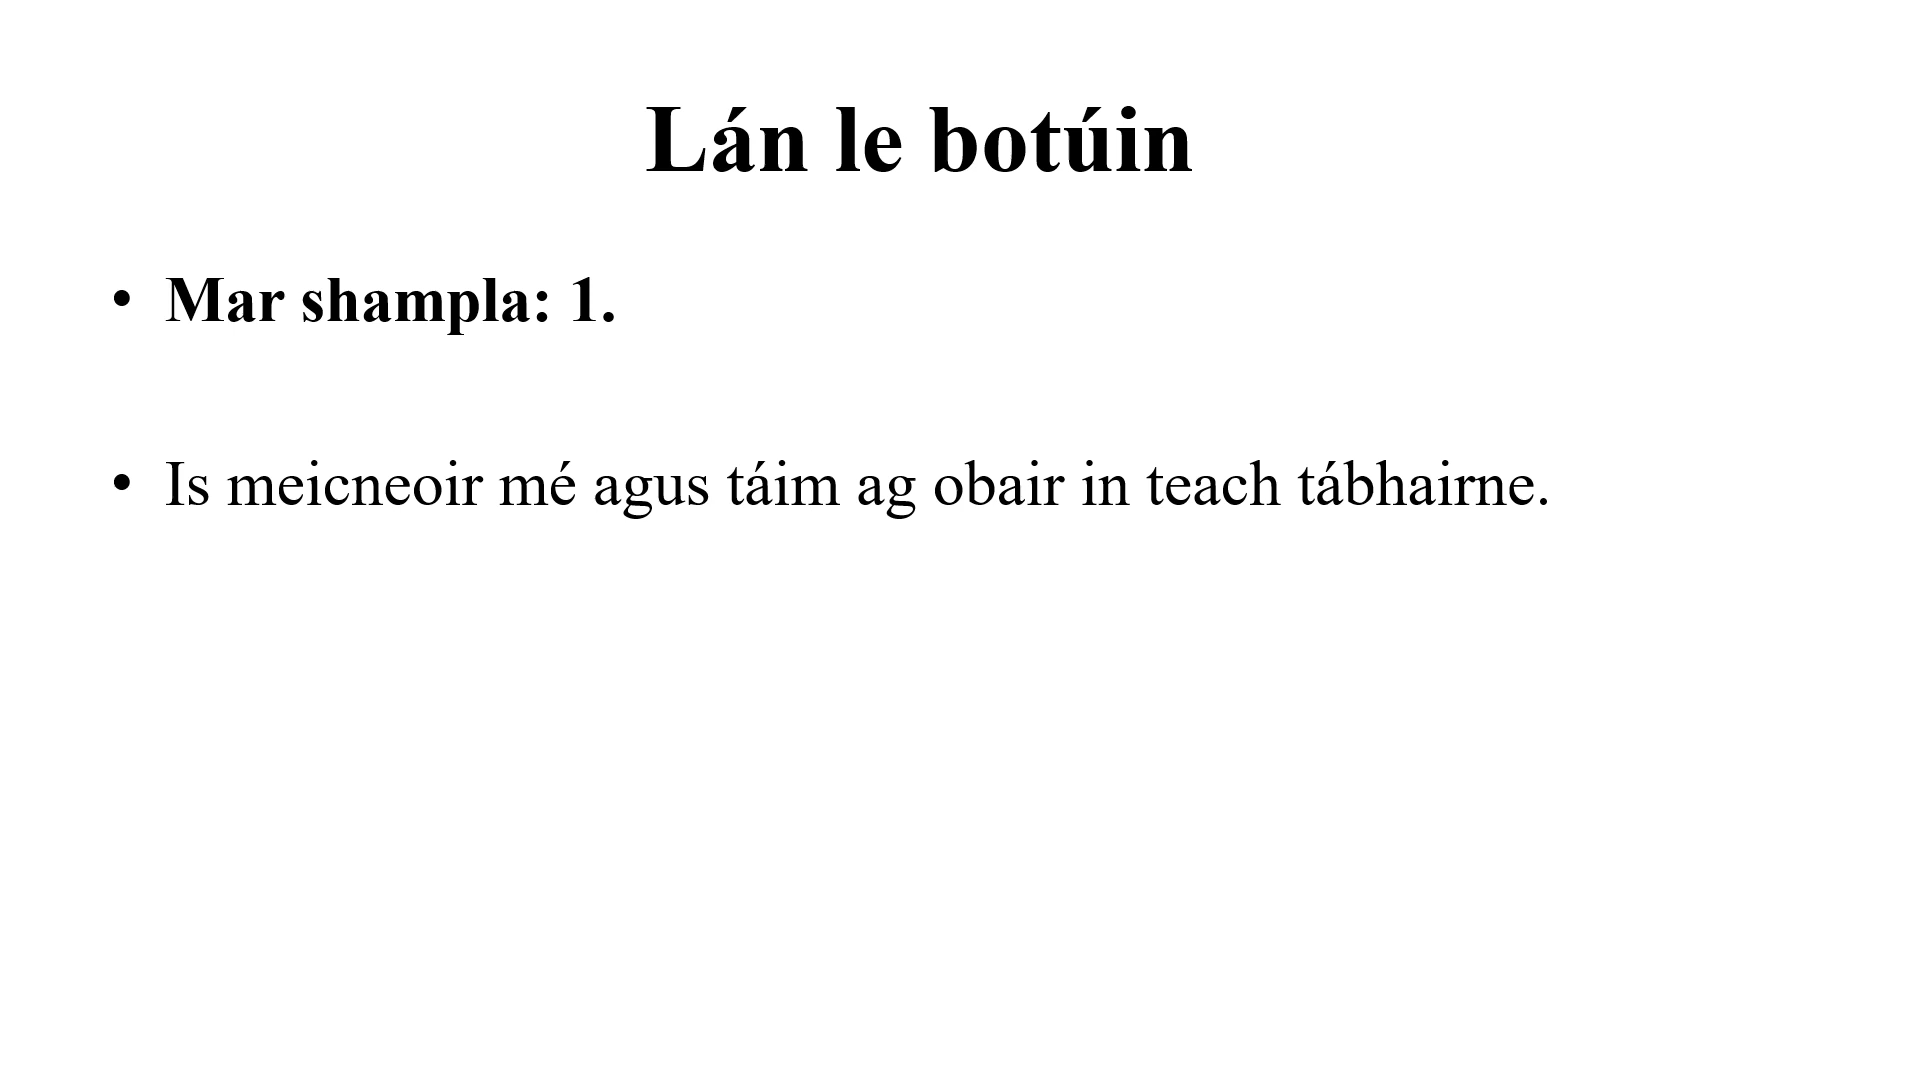 Lán le botúin
• Mar shampla: 1.
• Is meicneoir mé agus táim ag obair in teach tábhairne.